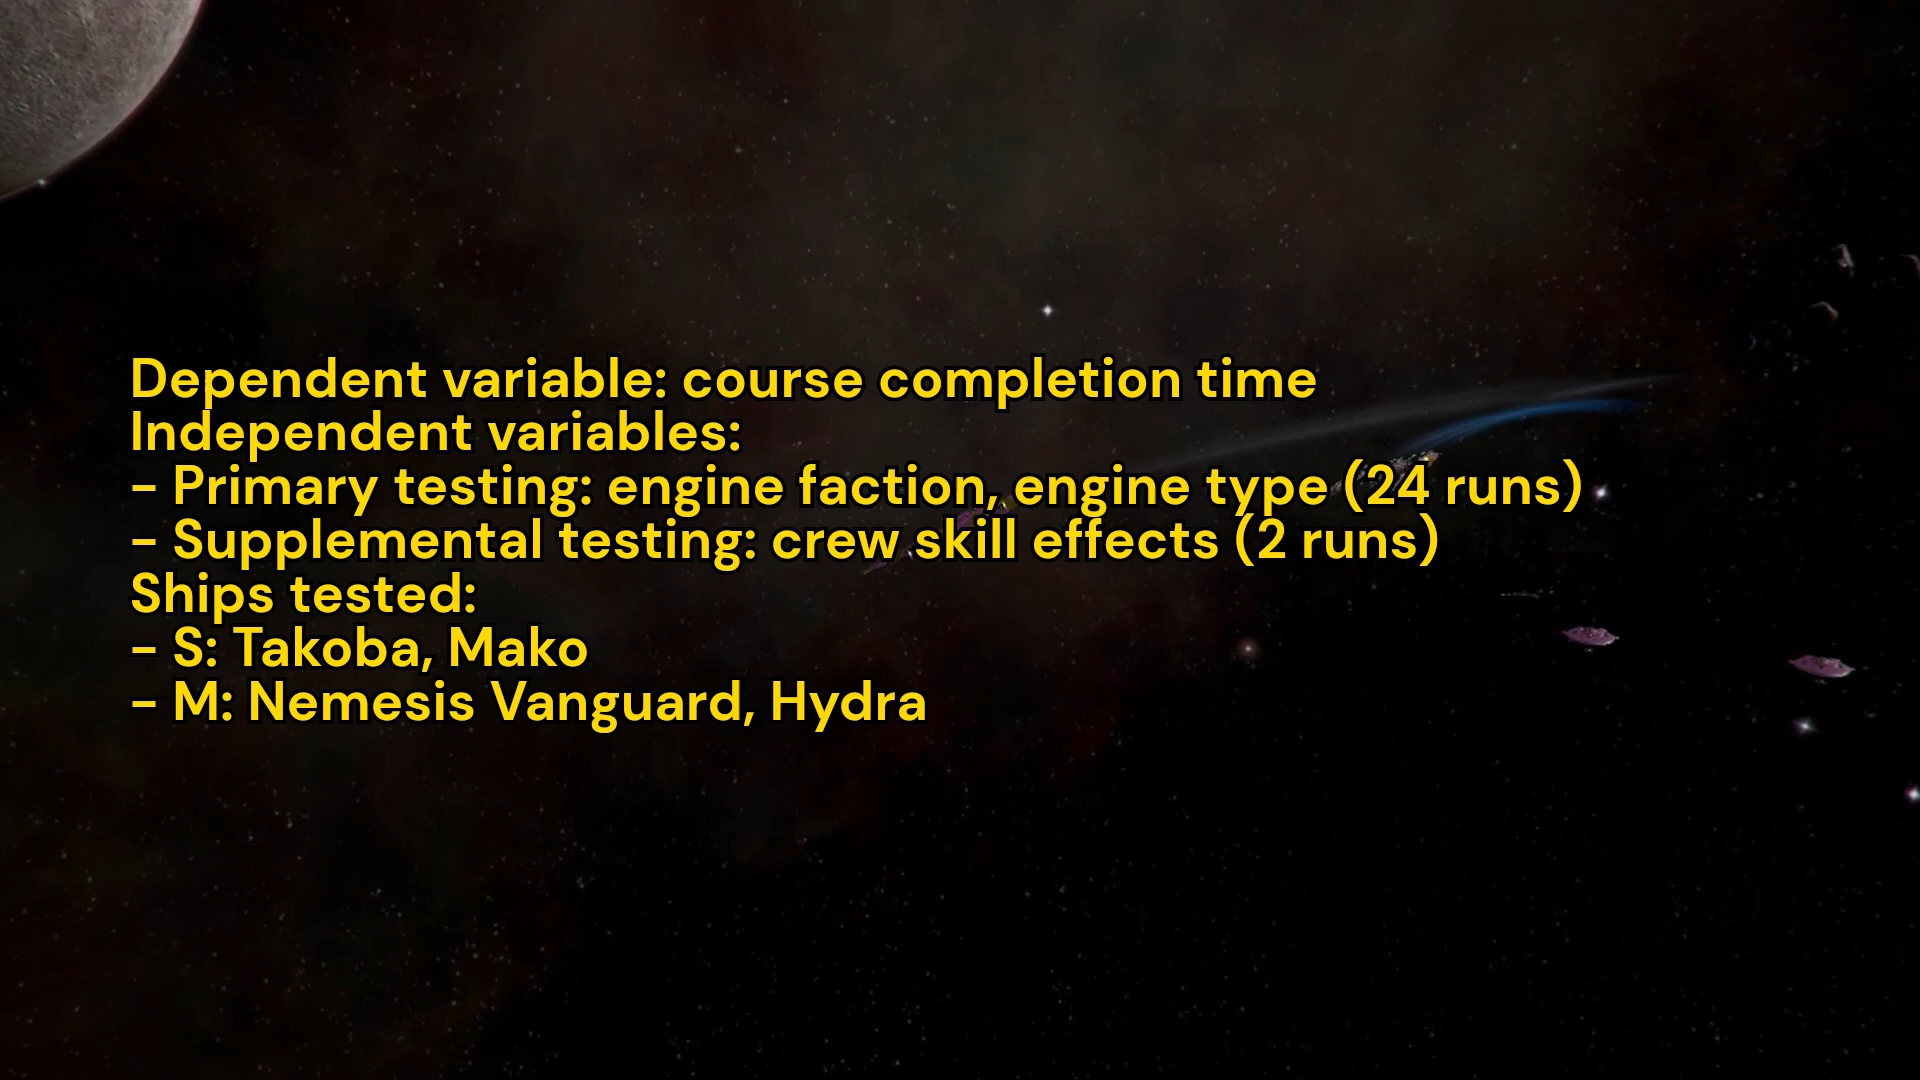 Dependent variable: course completion time
Independent variables:
- Primary testing: engine faction, engine type (24 runs)
- Supplemental testing: crew skill effects (2 runs)
Ships tested:
- S: Takoba, Mako
- M: Nemesis Vanguard, Hydra